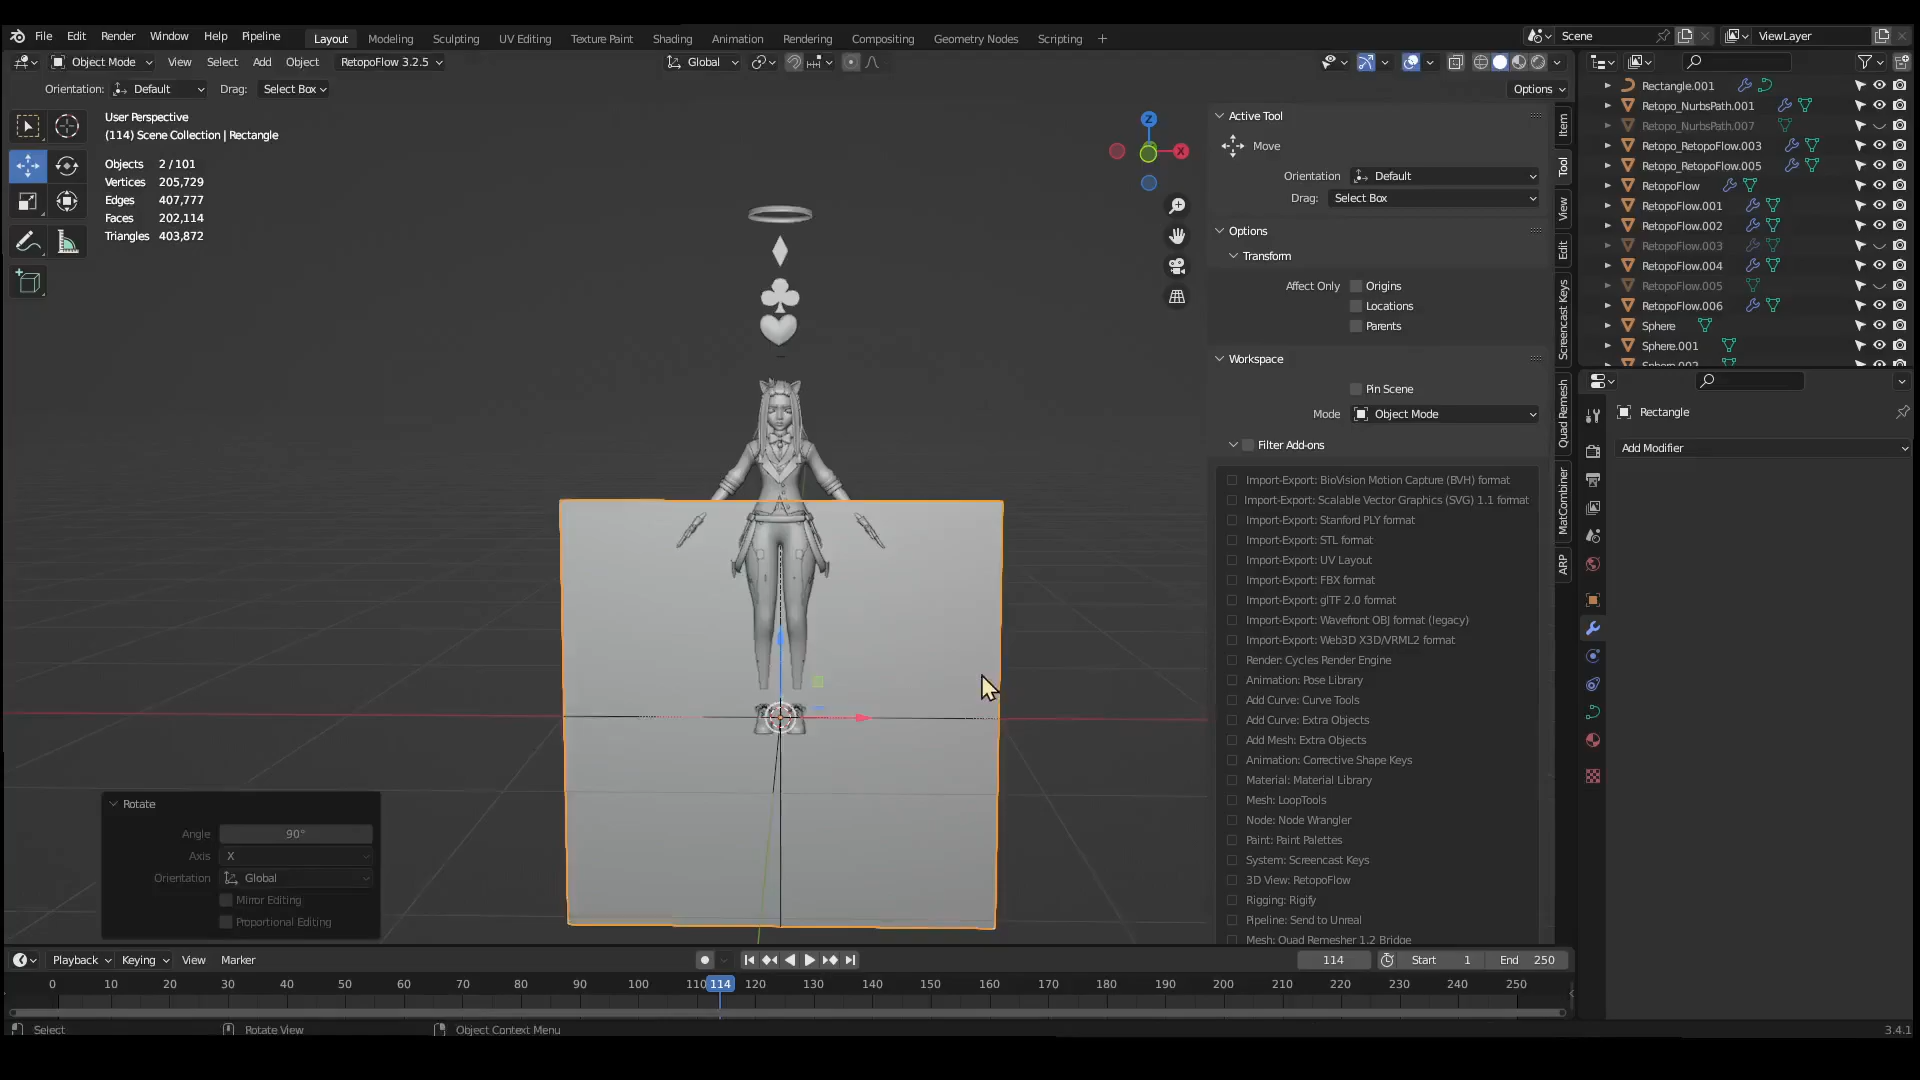 File Edit Render Window Help Pipeline Layout Modeling Sculpting UV Editing Texture Paint Shading Animation Rendering Compositing Geometry Nodes Scripting + Scene ViewLayer
Object Mode View Select Add Object RetopoFlow 3.2.5 Global
Orientation: Default Drag: Select Box Options
User Perspective
(114) Scene Collection | Rectangle
Objects 2 / 101
Vertices 205,729
Edges 407,777
Faces 202,114
Triangles 403,872
Z
X
Active Tool
Move
Orientation Default
Drag: Select Box
Options
Transform
Affect Only Origins
Locations
Parents
Workspace
Pin Scene
Mode Object Mode
Filter Add-ons
Import-Export: BioVision Motion Capture (BVH) format
Import-Export: Scalable Vector Graphics (SVG) 1.1 format
Import-Export: Stanford PLY format
Import-Export: STL format
Import-Export: UV Layout
Import-Export: FBX format
Import-Export: glTF 2.0 format
Import-Export: Wavefront OBJ format (legacy)
Import-Export: Web3D X3D/VRML2 format
Render: Cycles Render Engine
Animation: Pose Library
Add Curve: Curve Tools
Add Curve: Extra Objects
Add Mesh: Extra Objects
Animation: Corrective Shape Keys
Material: Material Library
Mesh: LoopTools
Node: Node Wrangler
Paint: Paint Palettes
System: Screencast Keys
3D View: RetopoFlow
Rigging: Rigify
Pipeline: Send to Unreal
Mesh: Quad Remesher 1.2 Bridge
Item
Tool
View
Edit
Screencast Keys
Quad Remesh
MatCombiner
ARP
Rectangle.001
Retopo_NurbsPath.001
Retopo_NurbsPath.007
Retopo_RetopoFlow.003
Retopo_RetopoFlow.005
RetopoFlow
RetopoFlow.001
RetopoFlow.002
RetopoFlow.003
RetopoFlow.004
RetopoFlow.005
RetopoFlow.006
Sphere
Sphere.001
Sphere.002
Rectangle
Add Modifier
Rotate
Angle 90°
Axis X
Orientation Global
Mirror Editing
Proportional Editing
Playback Keying View Marker 114 Start 1 End 250
0 10 20 30 40 50 60 70 80 90 100 110 114 120 130 140 150 160 170 180 190 200 210 220 230 240 250
Select Rotate View Object Context Menu 3.4.1